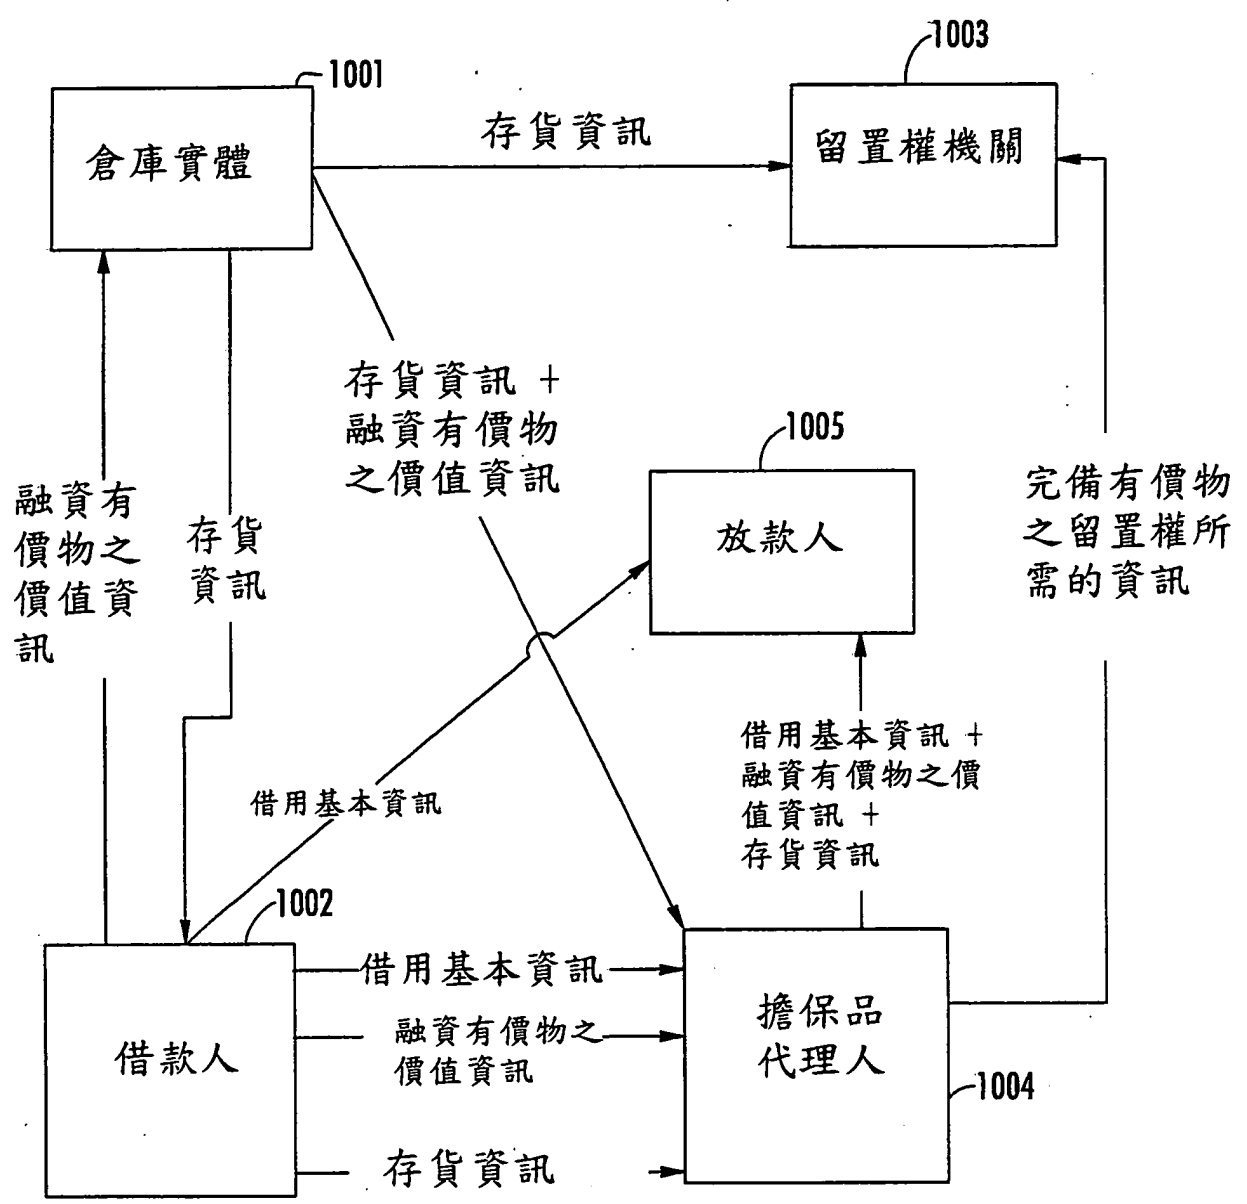 1003
1001
存貨資訊
留置權機關
倉庫實體
存貨資訊 +
融資有價物
之價值資訊
1005
融資有
價物之
價值資
訊
存貨
資訊
放款人
完備有價物
之留置權所
需的資訊
借用基本資訊 +
融資有價物之價
值資訊 +
存貨資訊
借用基本資訊
1002
借用基本資訊
融資有價物之
價值資訊
存貨資訊
借款人
擔保品
代理人
1004